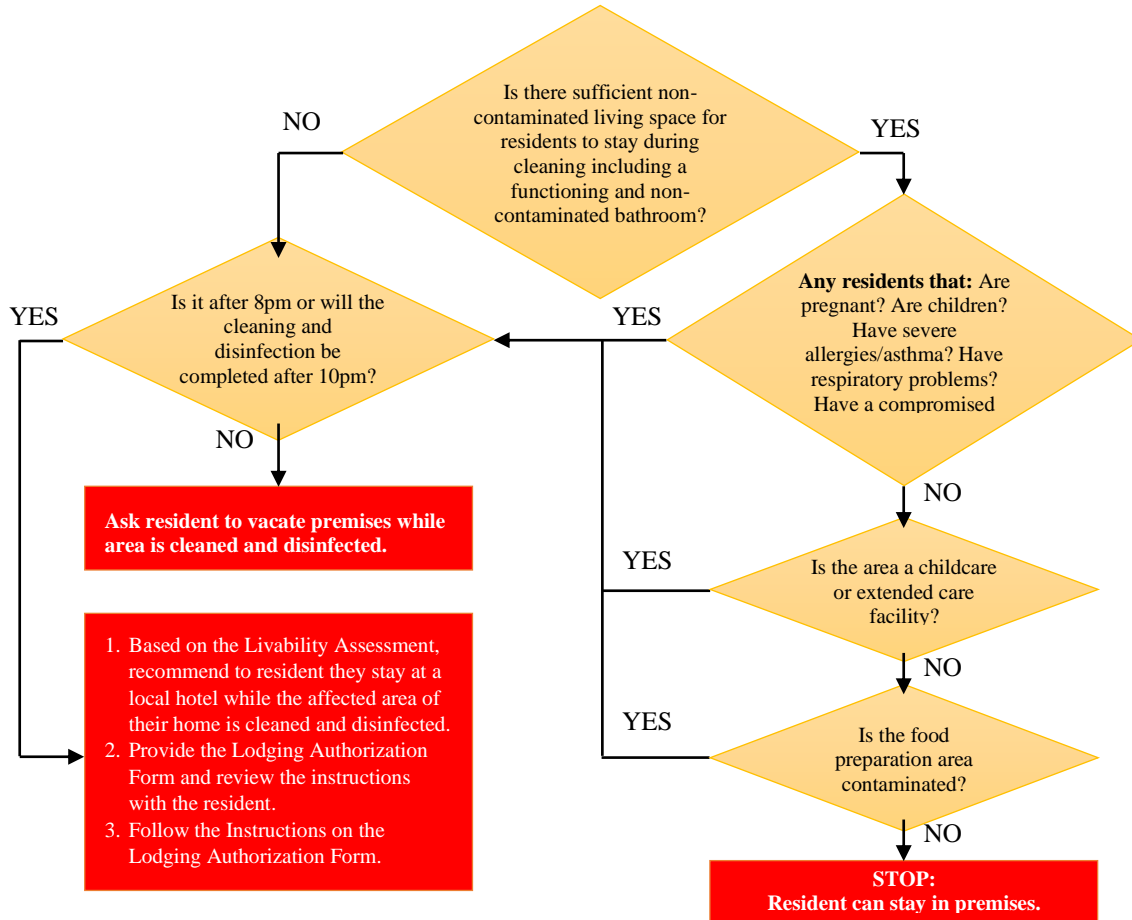 Is there sufficient non-
contaminated living space for
residents to stay during
cleaning including a
functioning and non-
contaminated bathroom?
NO
YES
Is it after 8pm or will the
cleaning and
disinfection be
completed after 10pm?
YES
NO
Any residents that: Are
pregnant? Are children?
Have severe
allergies/asthma? Have
respiratory problems?
Have a compromised
YES
NO
Ask resident to vacate premises while
area is cleaned and disinfected.
Is the area a childcare
or extended care
facility?
YES
NO
1. Based on the Livability Assessment,
recommend to resident they stay at a
local hotel while the affected area of
their home is cleaned and disinfected.
2. Provide the Lodging Authorization
Form and review the instructions
with the resident.
3. Follow the Instructions on the
Lodging Authorization Form.
Is the food
preparation area
contaminated?
YES
NO
STOP:
Resident can stay in premises.